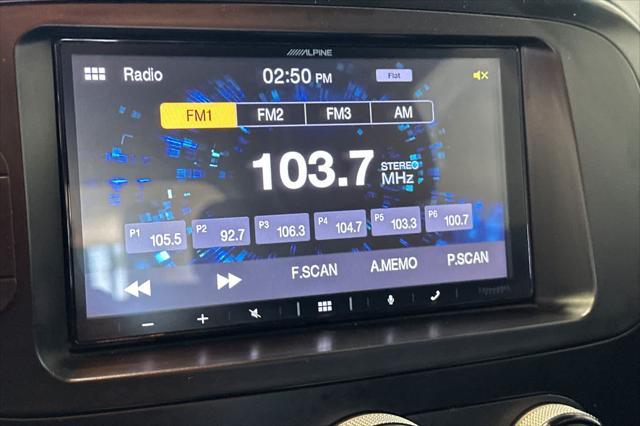 ALPINE
Radio 02:50 PM Flat
FM1 FM2 FM3 AM
103.7 STEREO MHz
P1 105.5 P2 92.7 P3 106.3 P4 104.7 P5 103.3 P6 100.7
F.SCAN A.MEMO P.SCAN